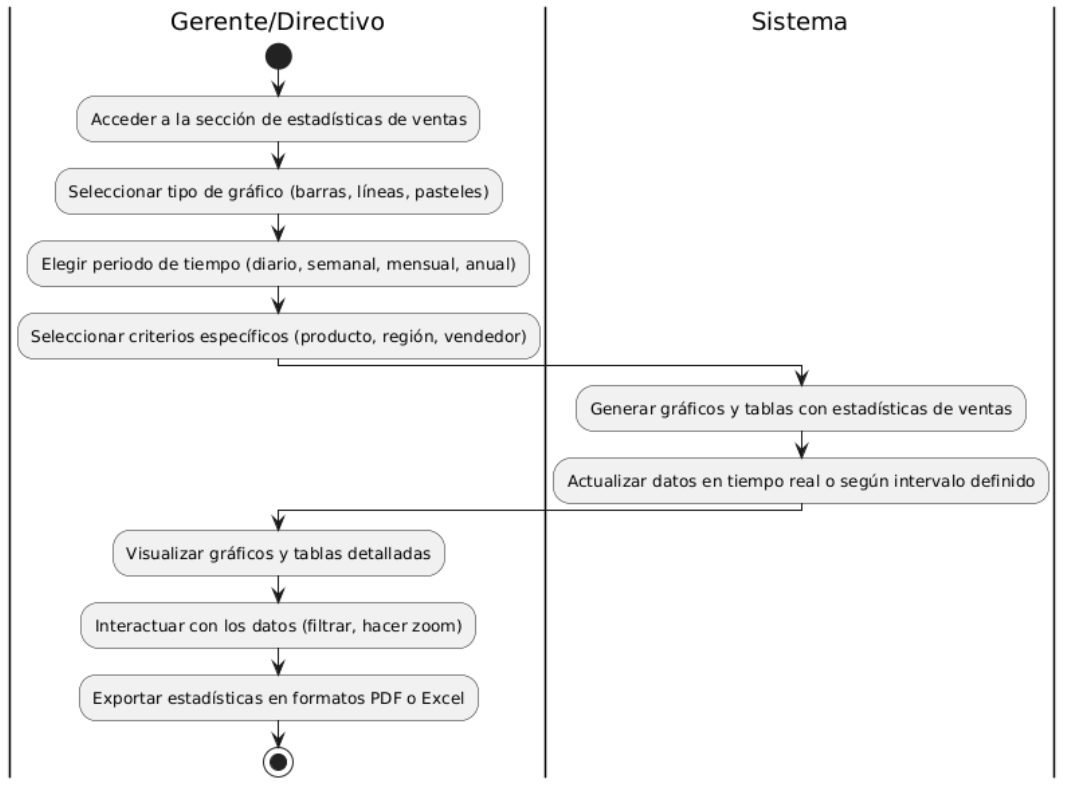 Gerente/Directivo
Sistema
Acceder a la sección de estadísticas de ventas
Seleccionar tipo de gráfico (barras, líneas, pasteles)
Elegir periodo de tiempo (diario, semanal, mensual, anual)
Seleccionar criterios específicos (producto, región, vendedor)
Generar gráficos y tablas con estadísticas de ventas
Actualizar datos en tiempo real o según intervalo definido
Visualizar gráficos y tablas detalladas
Interactuar con los datos (filtrar, hacer zoom)
Exportar estadísticas en formatos PDF o Excel